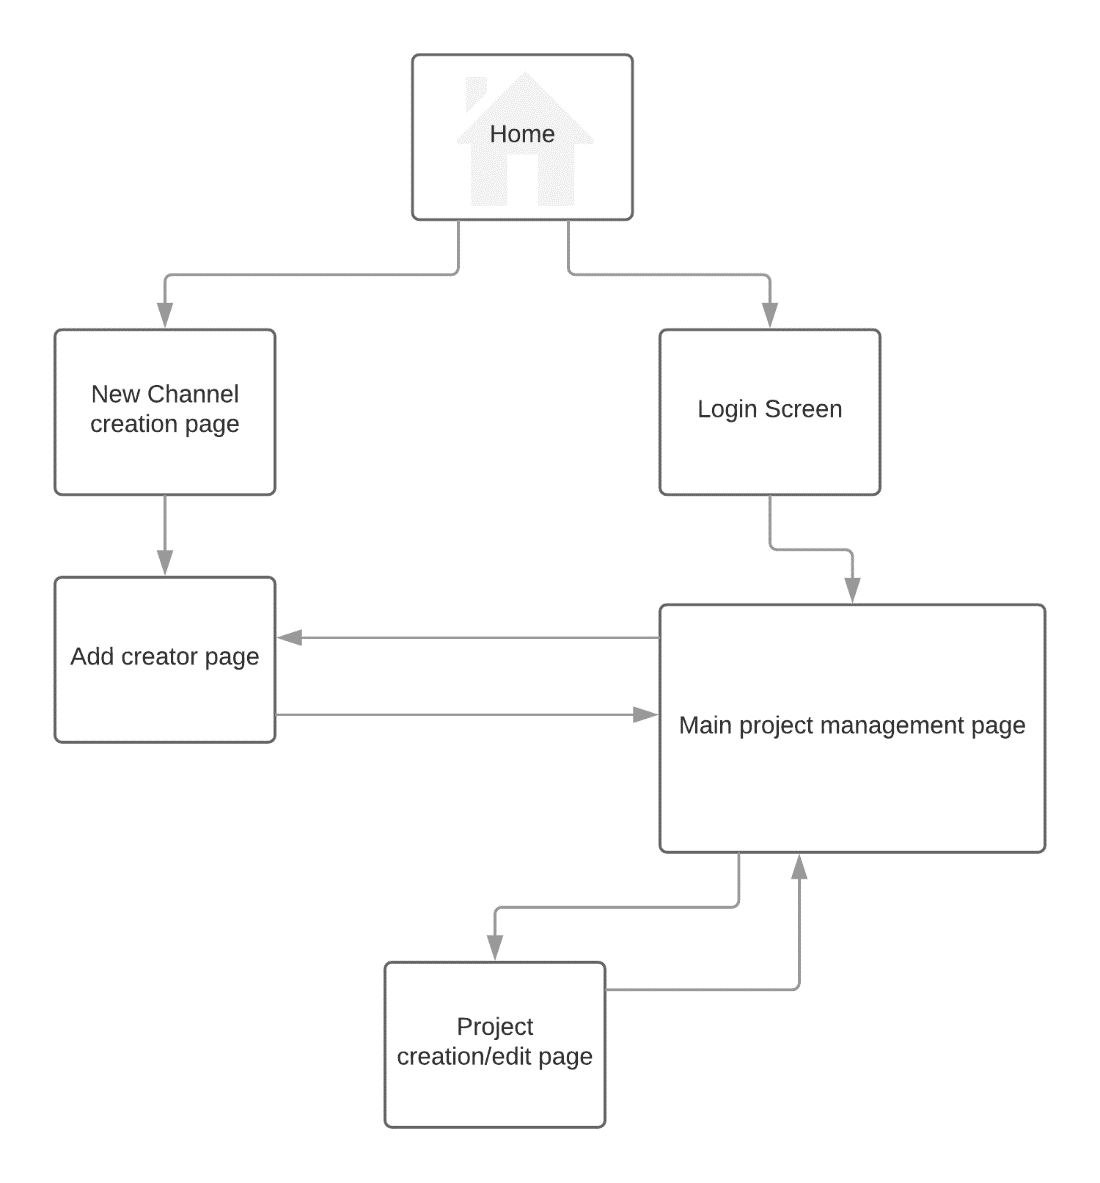 Home
New Channel
creation page
Login Screen
Add creator page
Main project management page
Project
creation/edit page